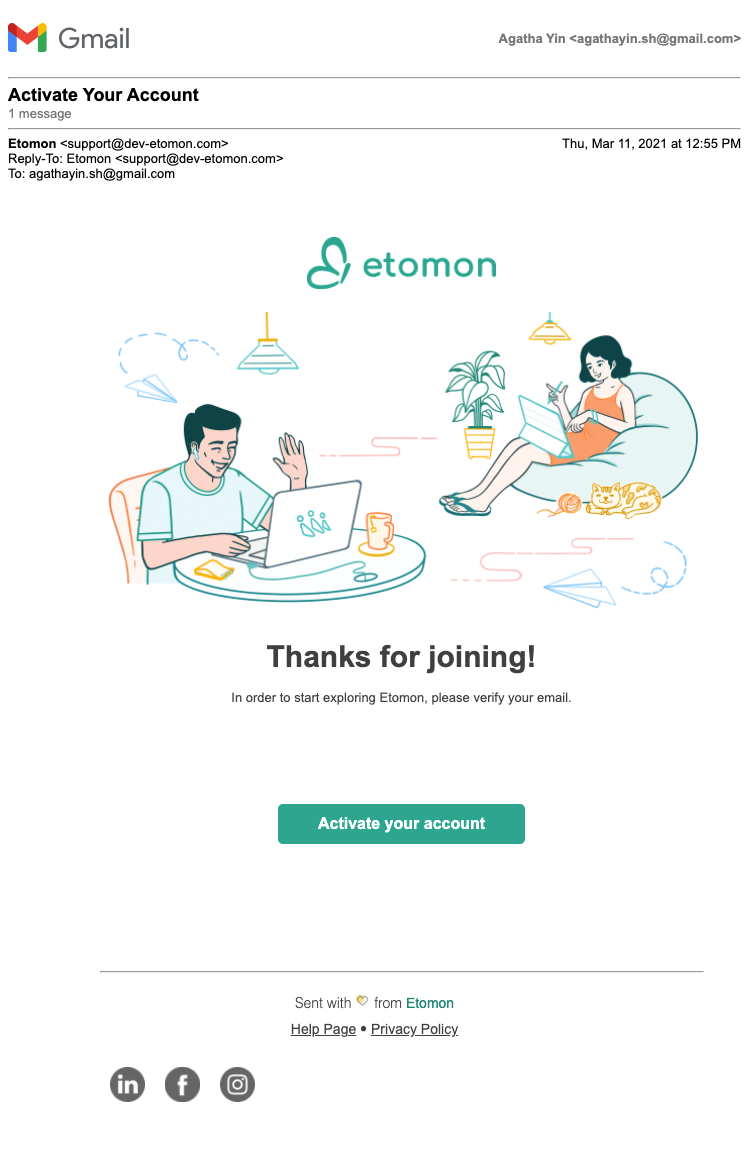 Gmail
Agatha Yin <agathayin.sh@gmail.com>
Activate Your Account
1 message
Etomon <support@dev-etomon.com>
Thu, Mar 11, 2021 at 12:55 PM
Reply-To: Etomon <support@dev-etomon.com>
To: agathayin.sh@gmail.com
etomon
Thanks for joining!
In order to start exploring Etomon, please verify your email.
Activate your account
Sent with 💛 from Etomon
Help Page • Privacy Policy
in f